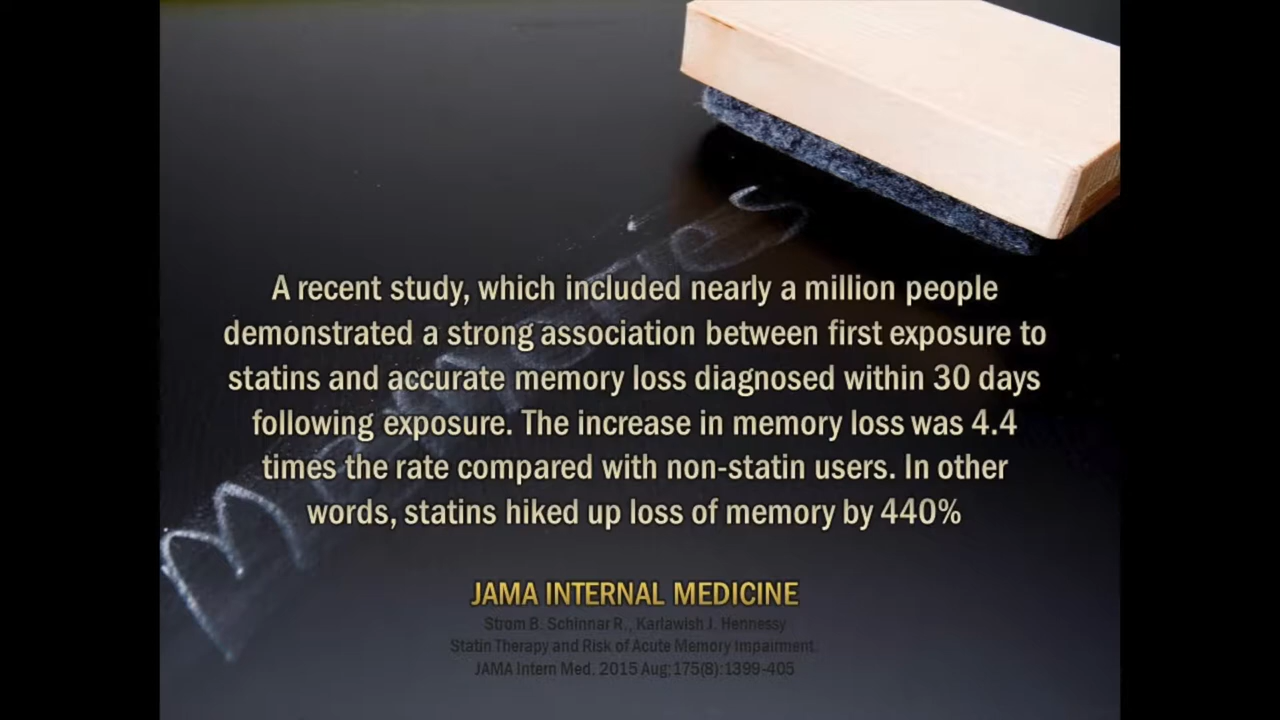 A recent study, which included nearly a million people
demonstrated a strong association between first exposure to
statins and accurate memory loss diagnosed within 30 days
following exposure. The increase in memory loss was 4.4
times the rate compared with non-statin users. In other
words, statins hiked up loss of memory by 440%
JAMA INTERNAL MEDICINE
Strom B. Schinnar R., Karlawish J. Hennessy
Statin Therapy and Risk of Acute Memory Impairment.
JAMA Intern Med. 2015 Aug;175(8):1399-405